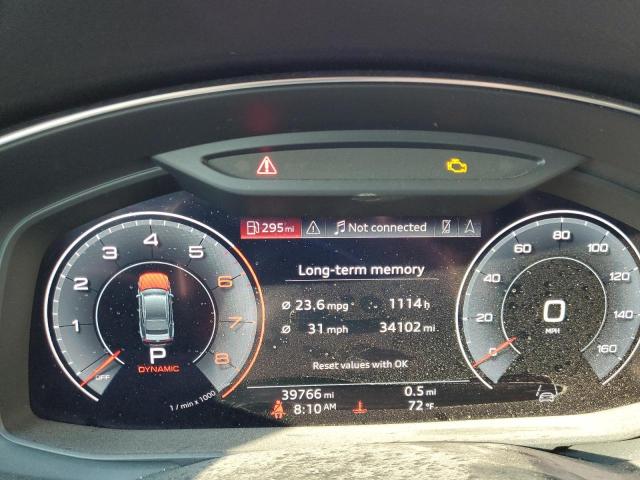 295 mi Not connected
Long-term memory
Ø 23.6 mpg 1114 h
Ø 31 mph 34102 mi
Reset values with OK
39766 mi 0.5 mi
8:10 AM 72 °F
OFF 1 2 3 4 5 6 7 8
P
DYNAMIC
1 / min x 1000
0 20 40 60 80 100 120 140 160
0
MPH